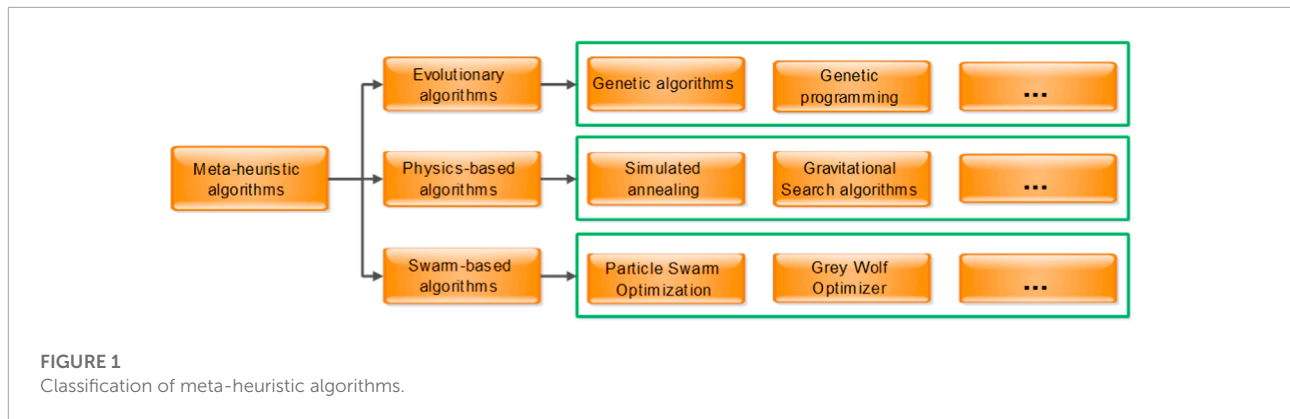 Evolutionary
algorithms
Genetic algorithms
Genetic
programming
...
Meta-heuristic
algorithms
Physics-based
algorithms
Simulated
annealing
Gravitational
Search algorithms
...
Swarm-based
algorithms
Particle Swarm
Optimization
Grey Wolf
Optimizer
...
FIGURE 1
Classification of meta-heuristic algorithms.